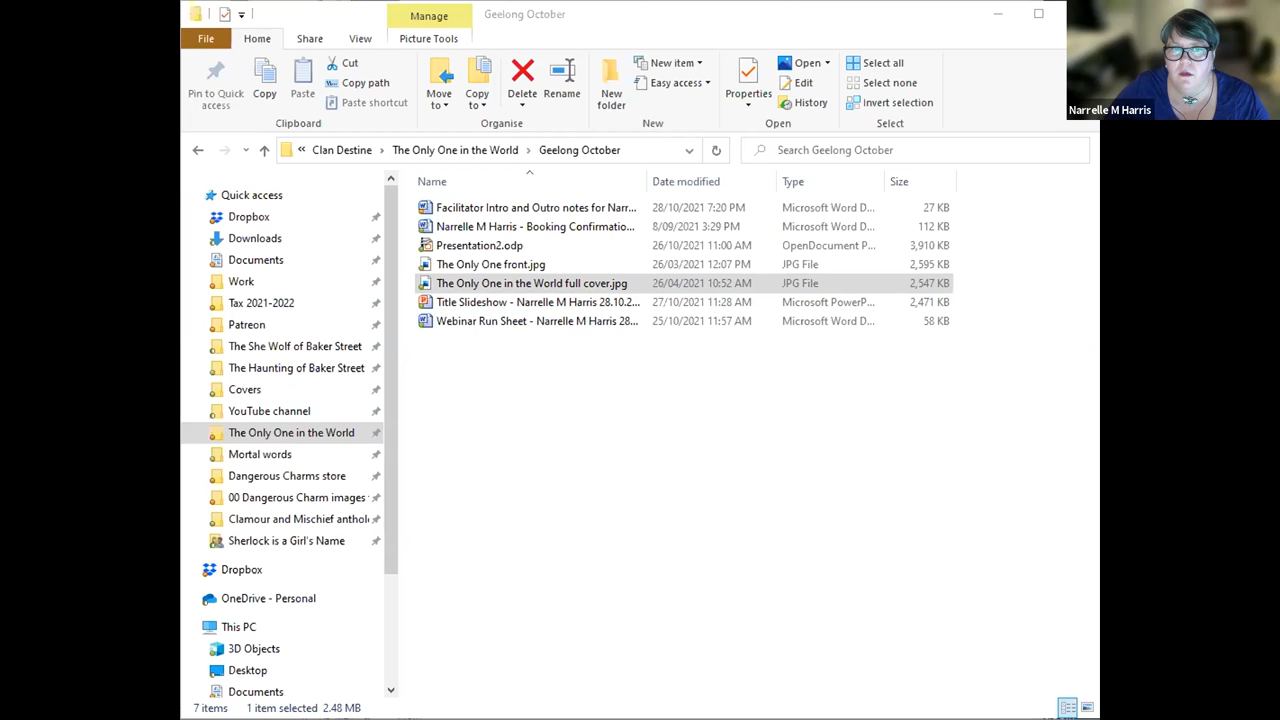 Manage
Geelong October
File
Home
Share
View
Picture Tools
Pin to Quick access
Copy
Paste
Cut
Copy path
Paste shortcut
Clipboard
Move to
Copy to
Delete
Rename
Organise
New folder
New item
Easy access
New
Properties
Open
Edit
History
Open
Select all
Select none
Invert selection
Select
Narrelle M Harris
Clan Destine
The Only One in the World
Geelong October
Search Geelong October
Name
Date modified
Type
Size
Facilitator Intro and Outro notes for Narr... 28/10/2021 7:20 PM Microsoft Word D... 27 KB
Narrelle M Harris - Booking Confirmatio... 8/09/2021 3:29 PM Microsoft Word D... 112 KB
Presentation2.odp 26/10/2021 11:00 AM OpenDocument P... 3,910 KB
The Only One front.jpg 26/03/2021 12:07 PM JPG File 2,595 KB
The Only One in the World full cover.jpg 26/04/2021 10:52 AM JPG File 2,547 KB
Title Slideshow - Narrelle M Harris 28.10.2... 27/10/2021 11:28 AM Microsoft PowerP... 2,471 KB
Webinar Run Sheet - Narrelle M Harris 28... 25/10/2021 11:57 AM Microsoft Word D... 58 KB
Quick access
Dropbox
Downloads
Documents
Work
Tax 2021-2022
Patreon
The She Wolf of Baker Street
The Haunting of Baker Street
Covers
YouTube channel
The Only One in the World
Mortal words
Dangerous Charms store
00 Dangerous Charm images
Clamour and Mischief anthol
Sherlock is a Girl's Name
Dropbox
OneDrive - Personal
This PC
3D Objects
Desktop
Documents
7 items
1 item selected 2.48 MB